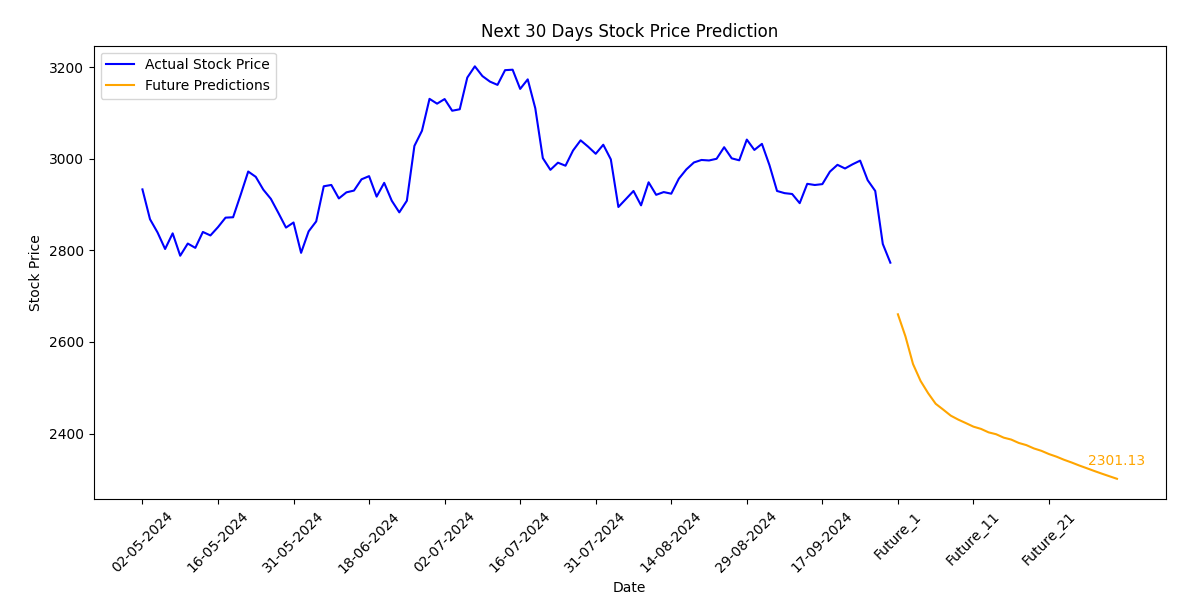 Next 30 Days Stock Price Prediction
Actual Stock Price
Future Predictions
3200
3000
2800
2600
2400
Stock Price
2301.13
02-05-2024
16-05-2024
31-05-2024
18-06-2024
02-07-2024
16-07-2024
31-07-2024
14-08-2024
29-08-2024
17-09-2024
Future_1
Future_11
Future_21
Date